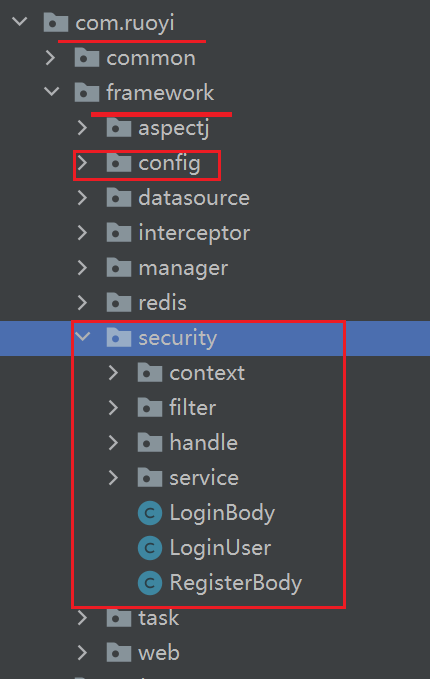 com.ruoyi
common
framework
aspectj
config
datasource
interceptor
manager
redis
security
context
filter
handle
service
C LoginBody
C LoginUser
C RegisterBody
task
web